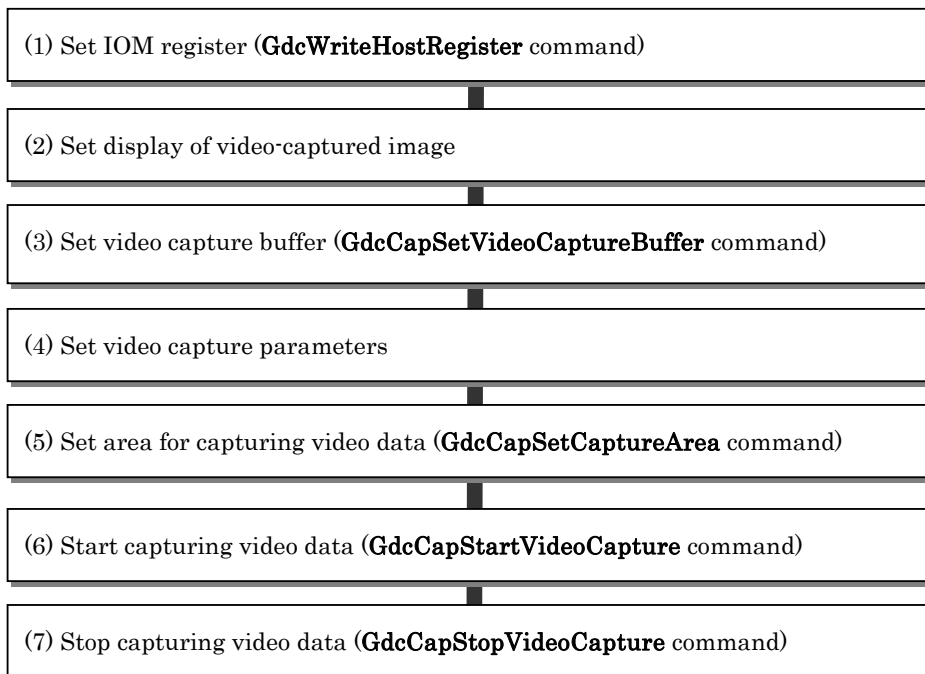 (1) Set IOM register (GdcWriteHostRegister command)
(2) Set display of video-captured image
(3) Set video capture buffer (GdcCapSetVideoCaptureBuffer command)
(4) Set video capture parameters
(5) Set area for capturing video data (GdcCapSetCaptureArea command)
(6) Start capturing video data (GdcCapStartVideoCapture command)
(7) Stop capturing video data (GdcCapStopVideoCapture command)